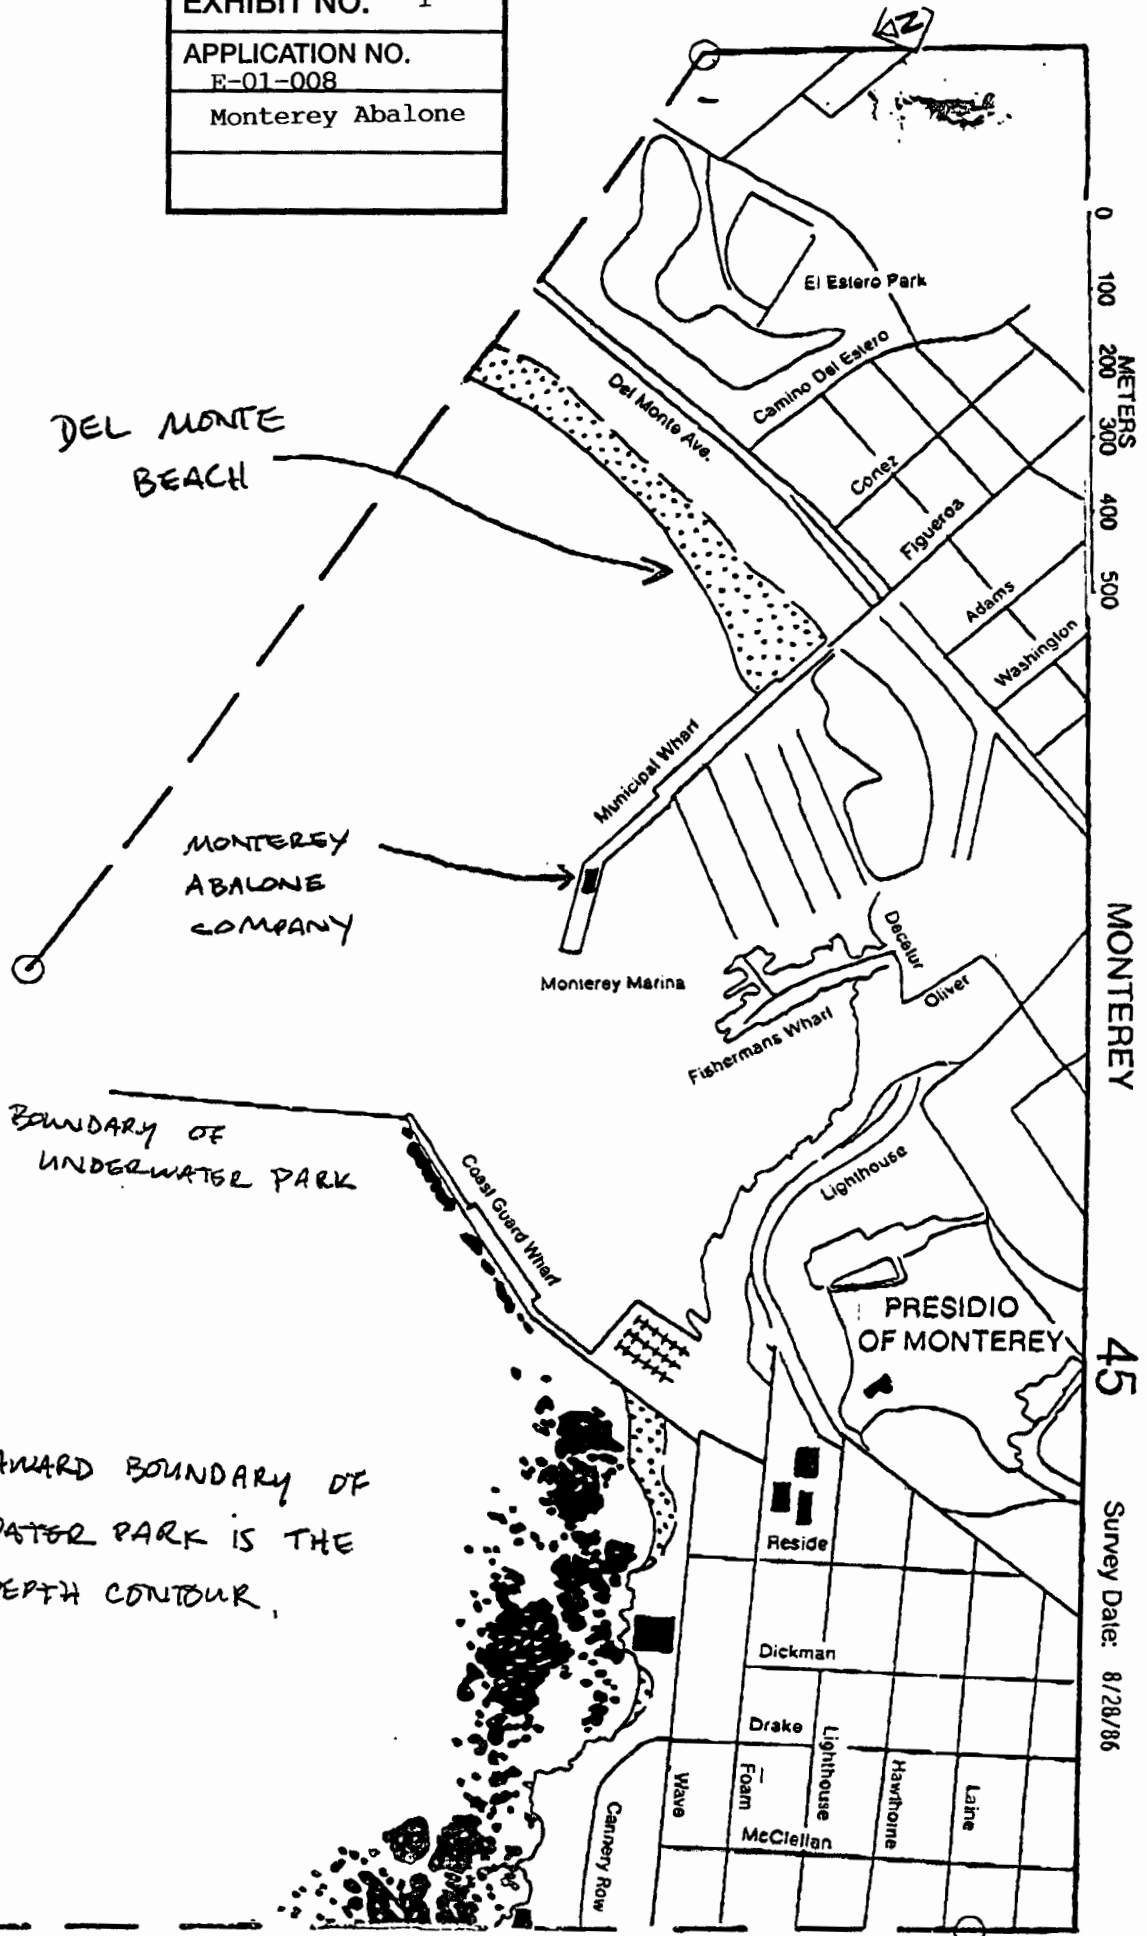 EXHIBIT NO. 1
APPLICATION NO.
E-01-008
Monterey Abalone
N
0
100
200
300
400
500
METERS
El Estero Park
Camino Del Estero
Del Monte Ave.
Conez
Figueroa
Adams
Washington
DEL MONTE
BEACH
Municipal Wharf
MONTEREY
ABALONE
COMPANY
Monterey Marina
Decatur
Oliver
Fishermans Wharf
MONTEREY
BOUNDARY OF
UNDERWATER PARK
Coast Guard Wharf
Lighthouse
PRESIDIO
OF MONTEREY
45
AWARD BOUNDARY OF
WATER PARK IS THE
DEPTH CONTOUR.
Survey Date: 8/28/86
Reside
Dickman
Drake
Lighthouse
Foam
Wave
Hawthorne
Laine
McClellan
Cannery Row